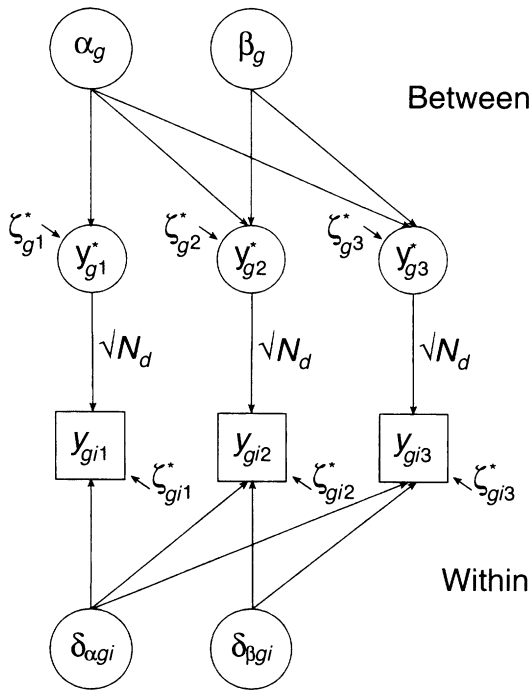 α_g β_g
Between
ζ*_g1 ζ*_g2 ζ*_g3
y*_g1 y*_g2 y*_g3
√N_d √N_d √N_d
y_gi1 y_gi2 y_gi3
ζ*_gi1 ζ*_gi2 ζ*_gi3
Within
δ_αgi δ_βgi